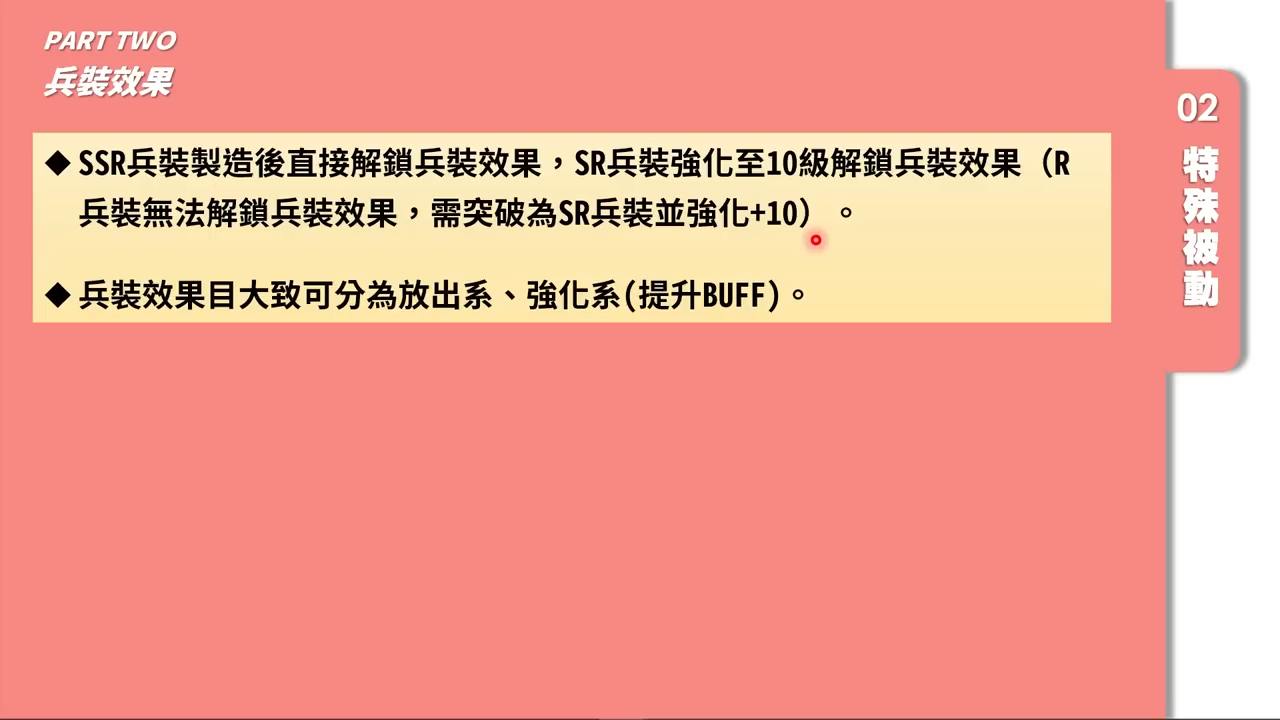 PART TWO
兵裝效果
◆ SSR兵裝製造後直接解鎖兵裝效果，SR兵裝強化至10級解鎖兵裝效果（R
兵裝無法解鎖兵裝效果，需突破為SR兵裝並強化+10）。
◆ 兵裝效果目大致可分為放出系、強化系(提升BUFF)。
02
特殊被動